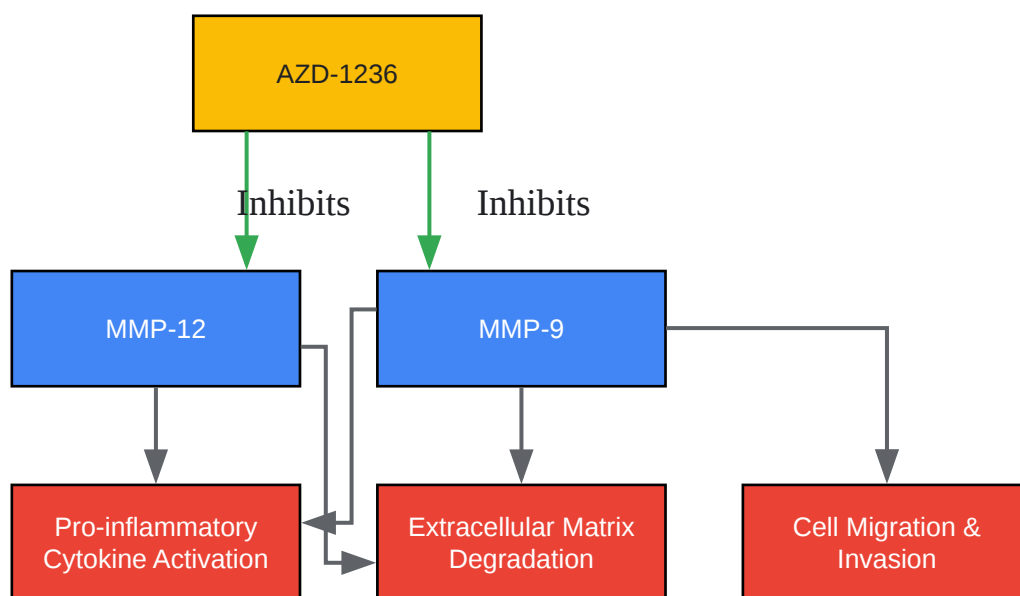 AZD-1236
Inhibits
Inhibits
MMP-12
MMP-9
Pro-inflammatory
Cytokine Activation
Extracellular Matrix
Degradation
Cell Migration &
Invasion